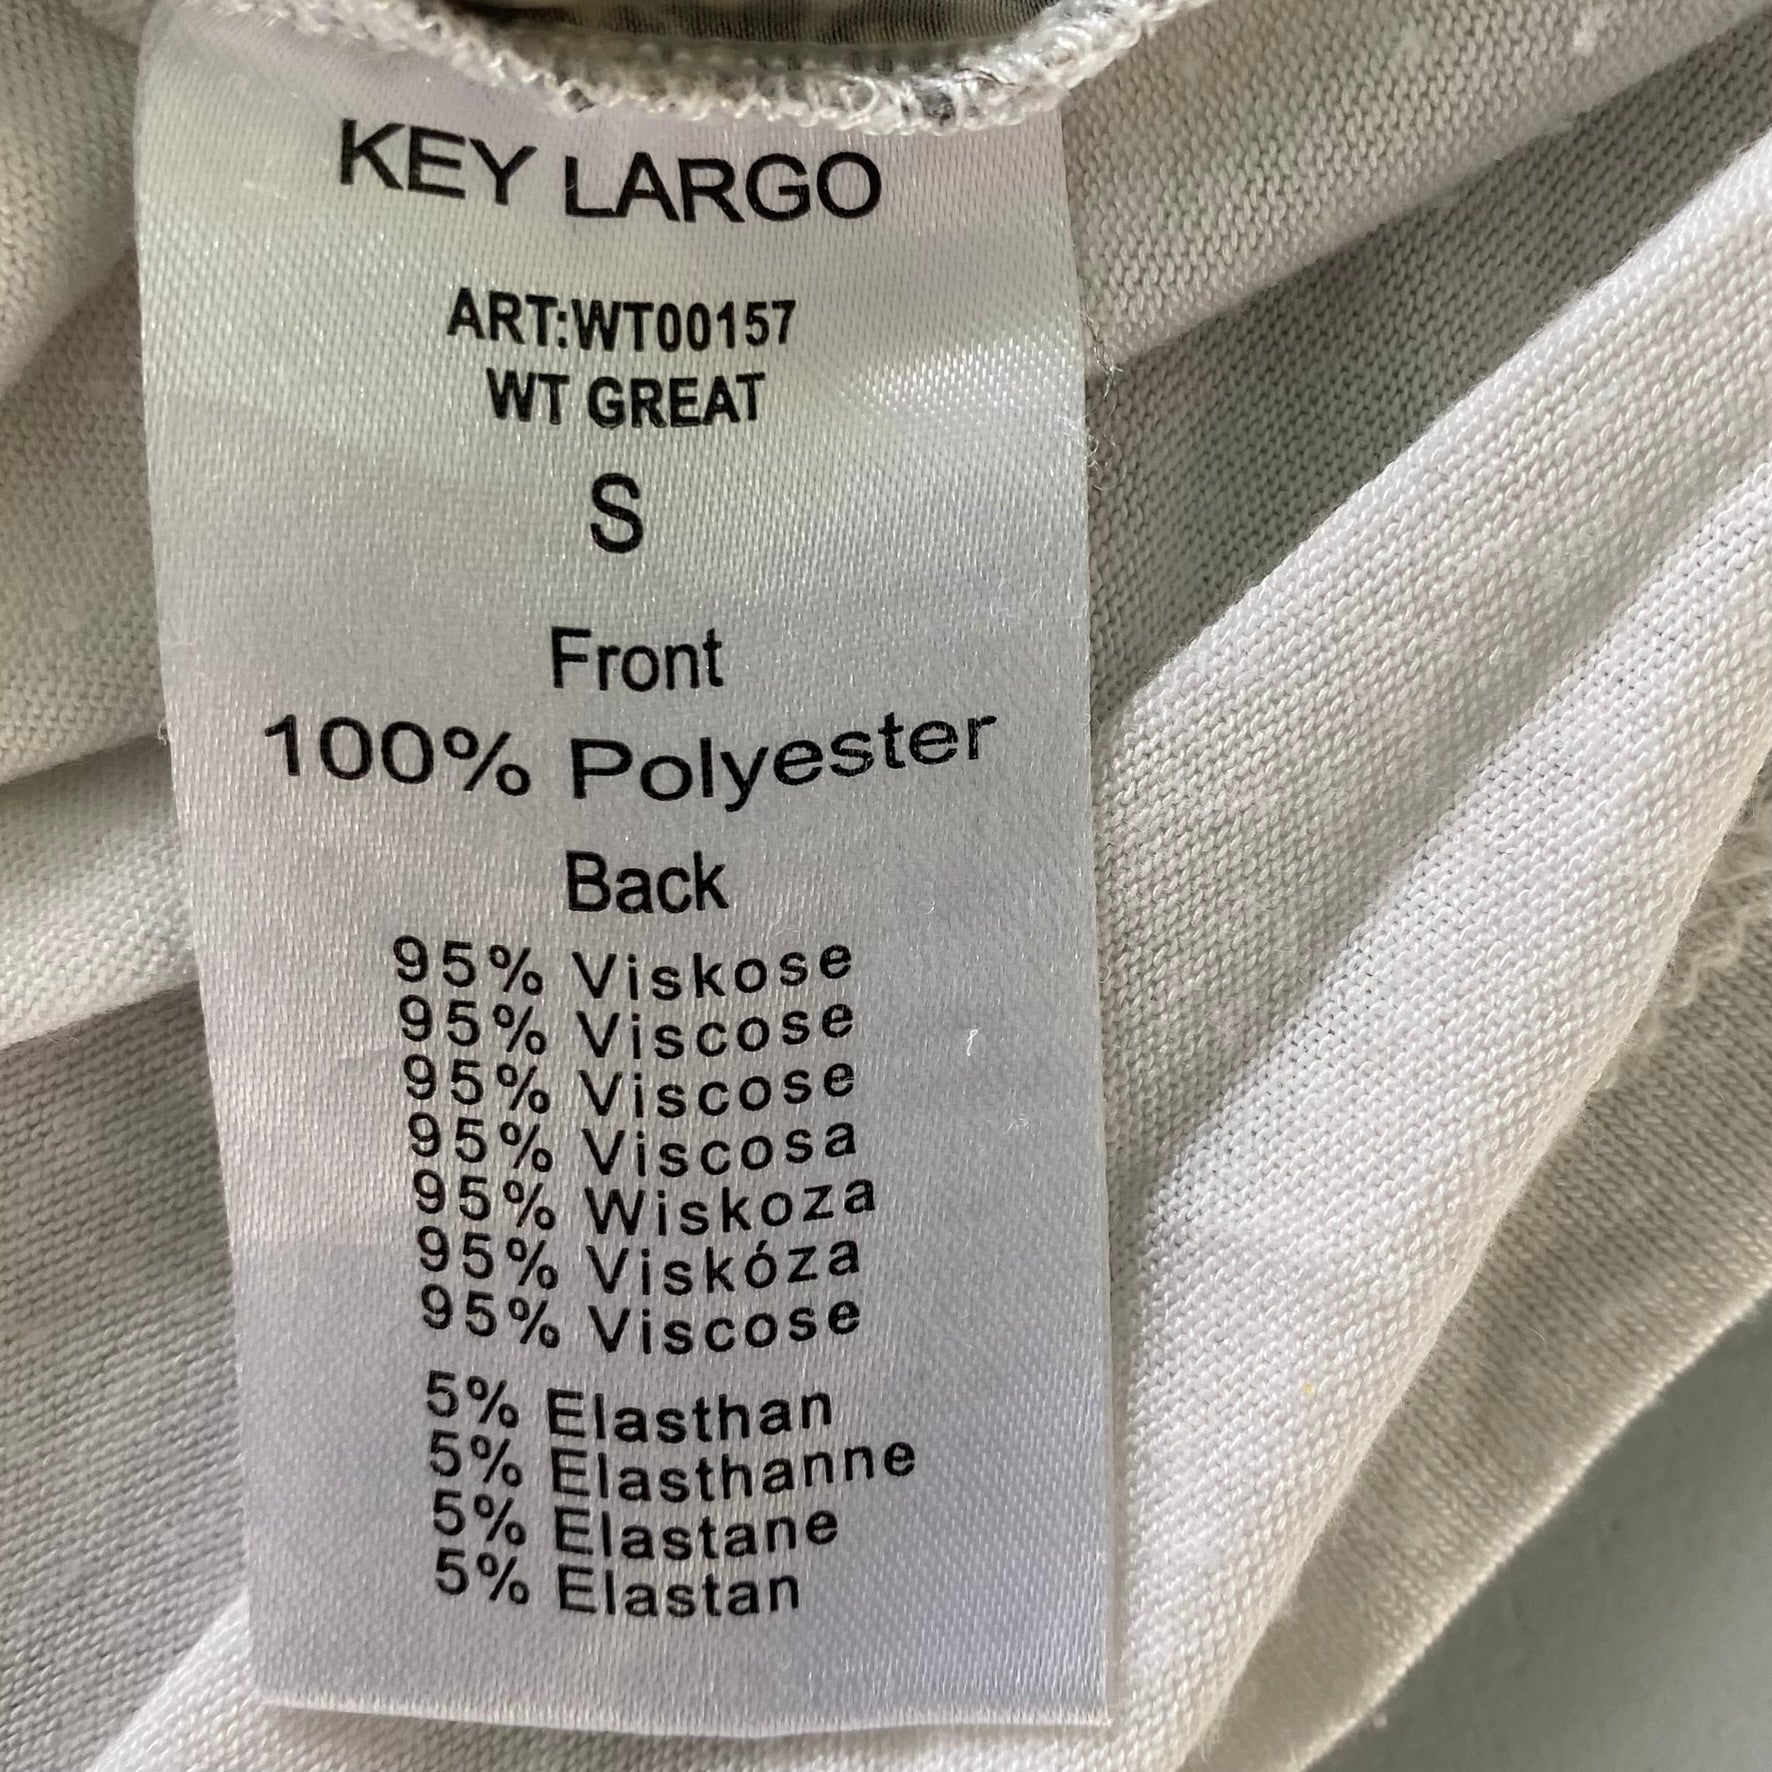 KEY LARGO
ART:WT00157
WT GREAT
S
Front
100% Polyester
Back
95% Viskose
95% Viscose
95% Viscose
95% Viscosa
95% Wiskoza
95% Viskóza
95% Viscose
5% Elasthan
5% Elasthanne
5% Elastane
5% Elastan